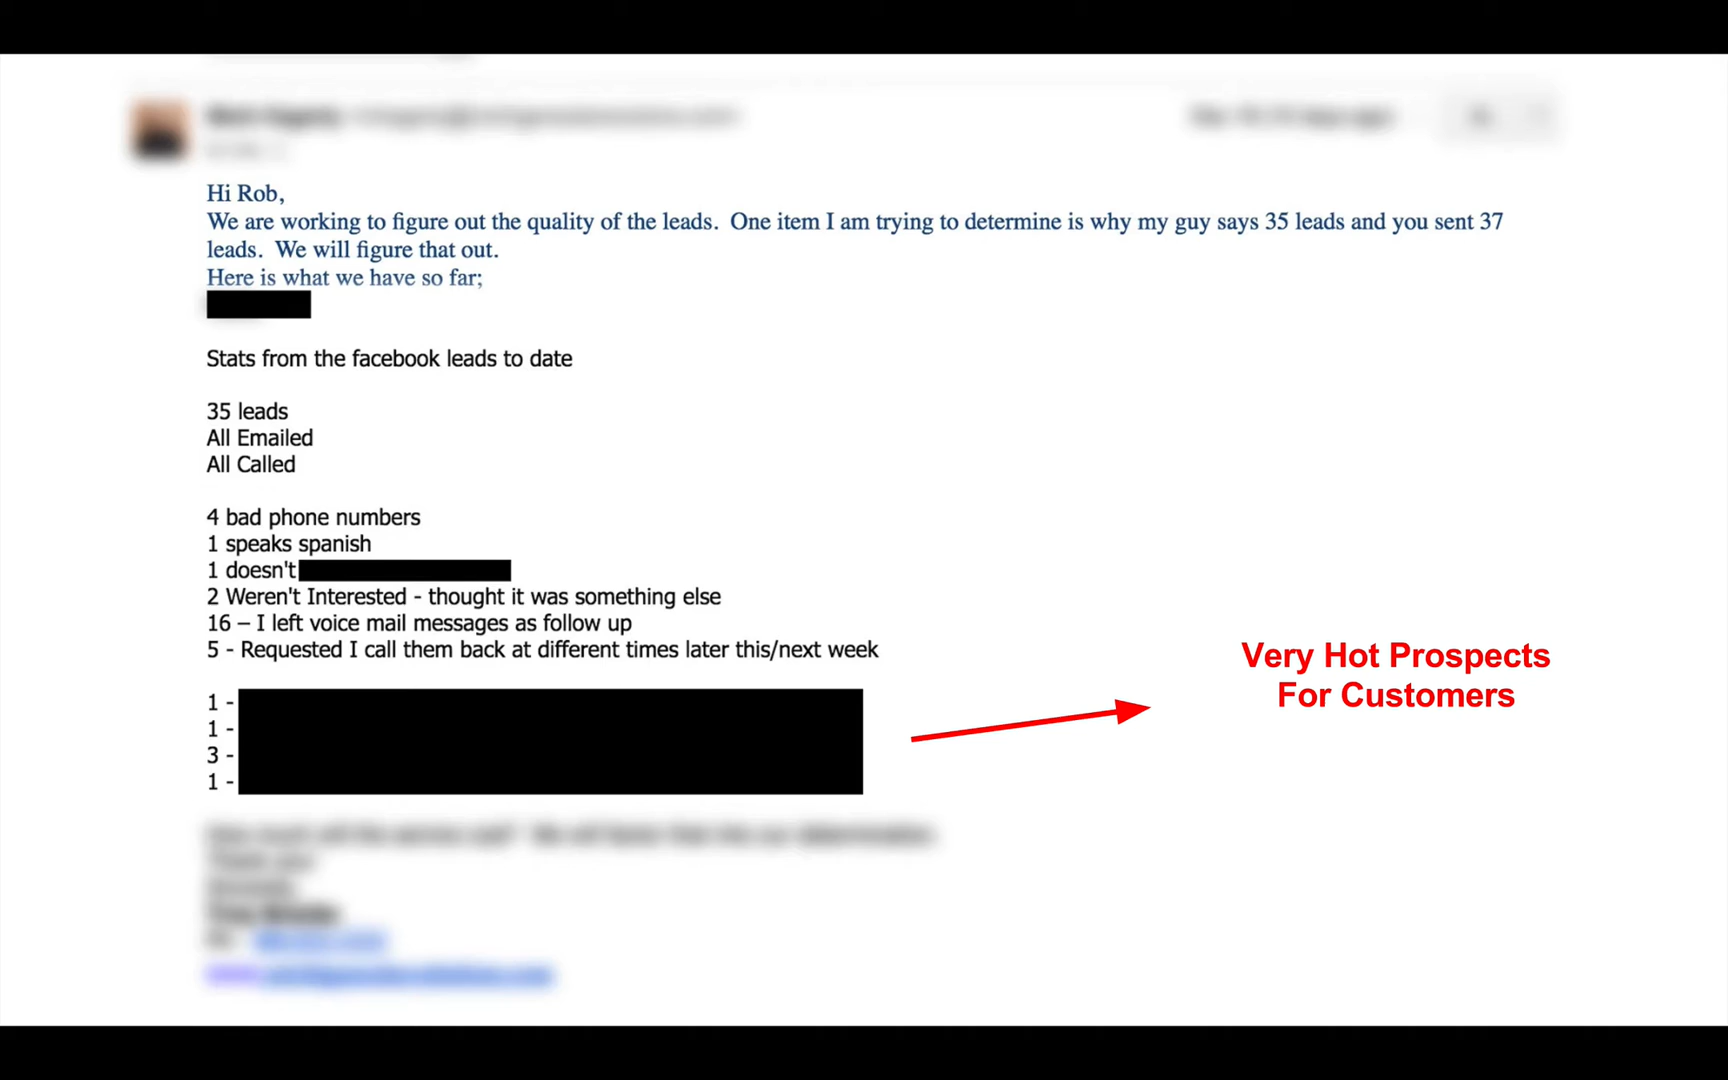 Hi Rob,
We are working to figure out the quality of the leads.  One item I am trying to determine is why my guy says 35 leads and you sent 37
leads.  We will figure that out.
Here is what we have so far;
Stats from the facebook leads to date
35 leads
All Emailed
All Called
4 bad phone numbers
1 speaks spanish
1 doesn't
2 Weren't Interested - thought it was something else
16 – I left voice mail messages as follow up
5 - Requested I call them back at different times later this/next week
1 -
1 -
3 -
1 -
Very Hot Prospects
For Customers